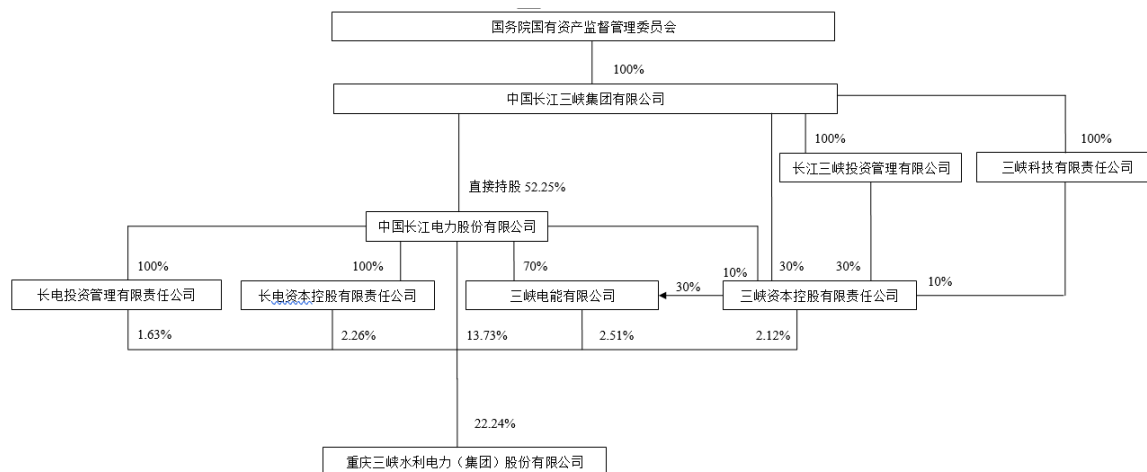 国务院国有资产监督管理委员会
100%
中国长江三峡集团有限公司
100%
100%
长江三峡投资管理有限公司
三峡科技有限责任公司
直接持股 52.25%
中国长江电力股份有限公司
100%
100%
70%
10%
30%
30%
长电投资管理有限责任公司
长电资本控股有限责任公司
三峡电能有限公司
30%
三峡资本控股有限责任公司
10%
1.63%
2.26%
13.73%
2.51%
2.12%
22.24%
重庆三峡水利电力（集团）股份有限公司